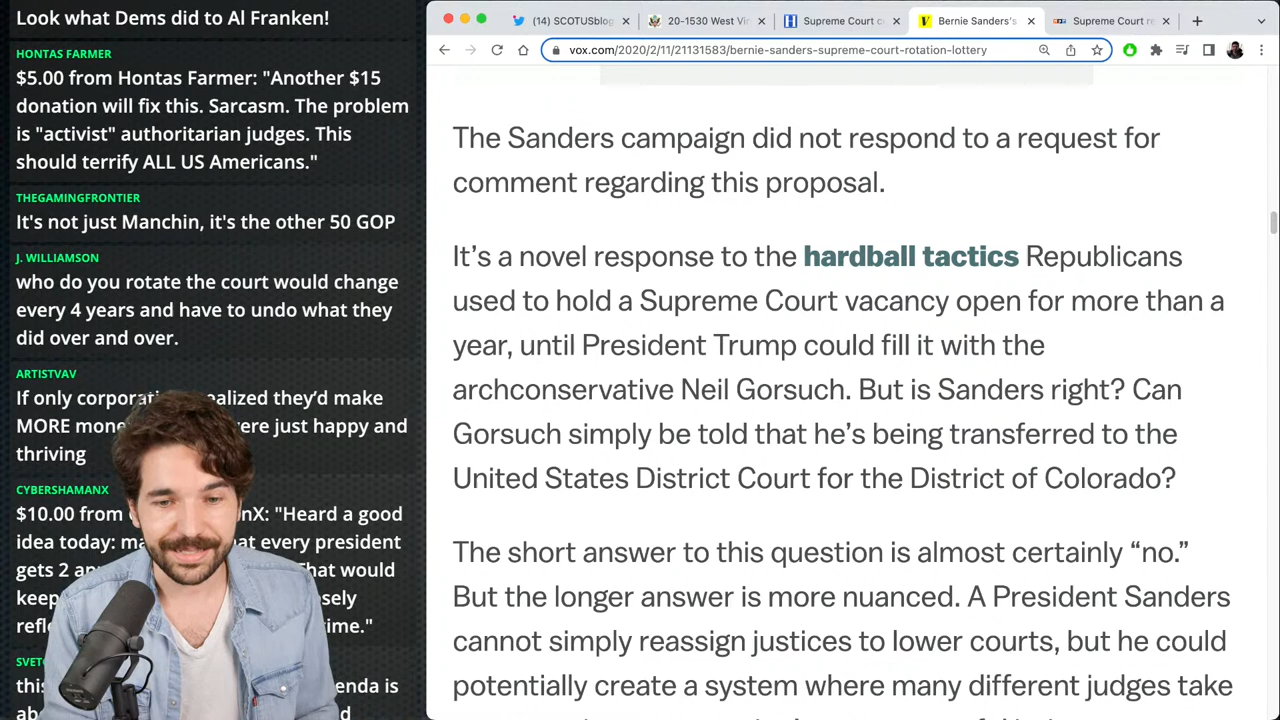 Look what Dems did to Al Franken!
HONTAS FARMER
$5.00 from Hontas Farmer: "Another $15
donation will fix this. Sarcasm. The problem
is "activist" authoritarian judges. This
should terrify ALL US Americans."
THEGAMINGFRONTIER
It's not just Manchin, it's the other 50 GOP
J. WILLIAMSON
who do you rotate the court would change
every 4 years and have to undo what they
did over and over.
ARTISTVAV
If only
MORE
were just happy and
thriving
CYBERSHAMANX
$10.00 from
"Heard a good
idea today:
every president
gets 2
That would
time."
this
is
(14) SCOTUSblog
20-1530 West Vir
Supreme Court c
Bernie Sanders's
Supreme Court r
vox.com/2020/2/11/21131583/bernie-sanders-supreme-court-rotation-lottery
The Sanders campaign did not respond to a request for
comment regarding this proposal.
It’s a novel response to the hardball tactics Republicans
used to hold a Supreme Court vacancy open for more than a
year, until President Trump could fill it with the
archconservative Neil Gorsuch. But is Sanders right? Can
Gorsuch simply be told that he’s being transferred to the
United States District Court for the District of Colorado?
The short answer to this question is almost certainly “no.”
But the longer answer is more nuanced. A President Sanders
cannot simply reassign justices to lower courts, but he could
potentially create a system where many different judges take